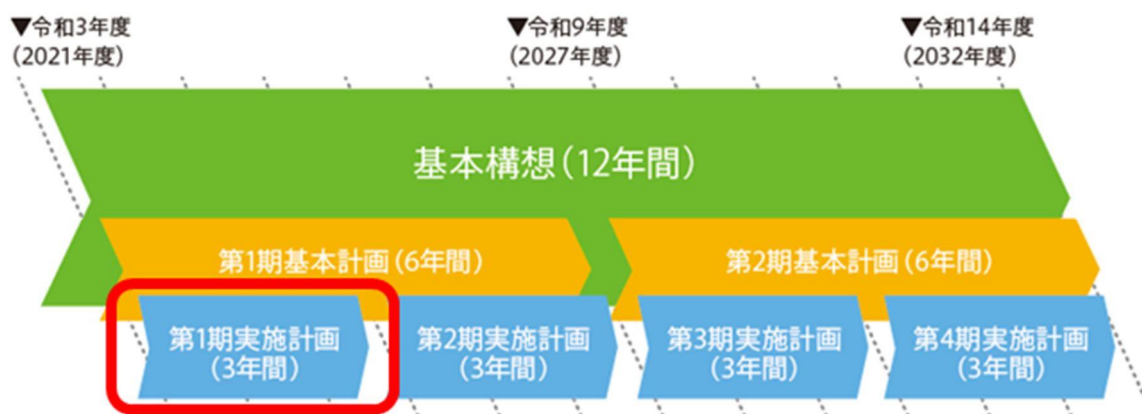 ▼令和3年度
(2021年度)
▼令和9年度
(2027年度)
▼令和14年度
(2032年度)
基本構想(12年間)
第1期基本計画(6年間)
第2期基本計画(6年間)
第1期実施計画
(3年間)
第2期実施計画
(3年間)
第3期実施計画
(3年間)
第4期実施計画
(3年間)